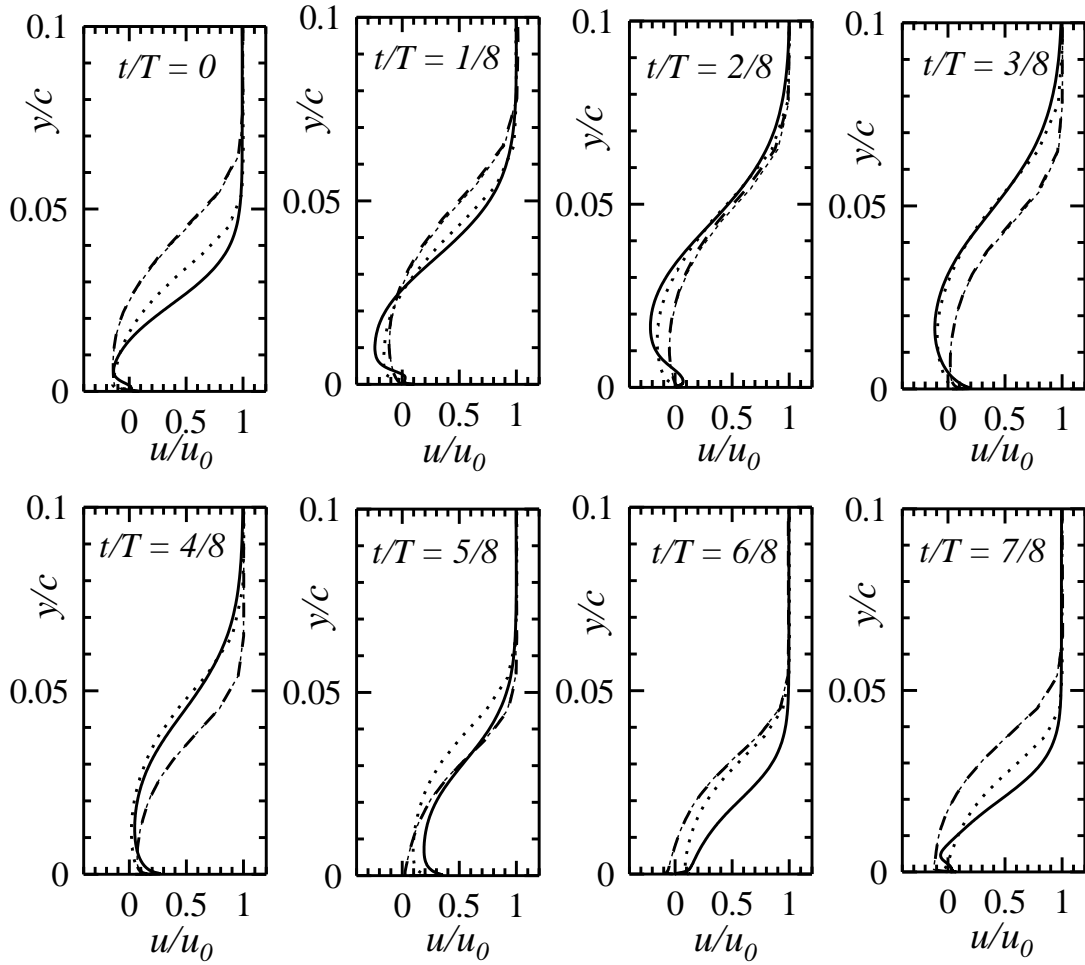 0.1 0.1 0.1 0.1
t/T = 0 t/T = 1/8 t/T = 2/8 t/T = 3/8
y/c y/c y/c y/c
0.05 0.05 0.05 0.05
0 0 0 0
0 0.5 1 0 0.5 1 0 0.5 1 0 0.5 1
u/u0 u/u0 u/u0 u/u0
0.1 0.1 0.1 0.1
t/T = 4/8 t/T = 5/8 t/T = 6/8 t/T = 7/8
y/c y/c y/c y/c
0.05 0.05 0.05 0.05
0 0 0 0
0 0.5 1 0 0.5 1 0 0.5 1 0 0.5 1
u/u0 u/u0 u/u0 u/u0